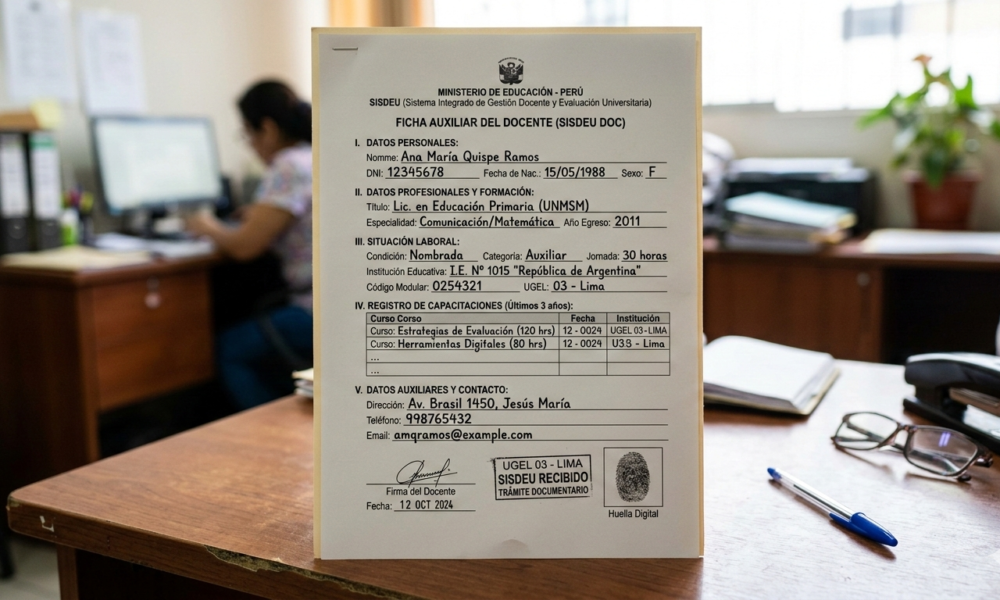 MINISTERIO DE EDUCACIÓN - PERÚ
SISDEU (Sistema Integrado de Gestión Docente y Evaluación Universitaria)
FICHA AUXILIAR DEL DOCENTE (SISDEU DOC)
I. DATOS PERSONALES:
Nomme: Ana María Quispe Ramos
DNI: 12345678 Fecha de Nac.: 15/05/1988 Sexo: F
II. DATOS PROFESIONALES Y FORMACIÓN:
Título: Lic. en Educación Primaria (UNMSM)
Especialidad: Comunicación/Matemática Año Egreso: 2011
III. SITUACIÓN LABORAL:
Condición: Nombrada Categoria: Auxiliar Jornada: 30 horas
Institución Educativa: I.E. Nº 1015 "República de Argentina"
Código Modular: 0254321 UGEL: 03 - Lima
IV. REGISTRO DE CAPACITACIONES (Últimos 3 años):
Curso Corso Fecha Institución
Curso: Estrategias de Evaluación (120 hrs) 12 - 0024 UGEL 03 - LIMA
Curso: Herramientas Digitales (80 hrs) 12 - 0024 U3S - Lima
...
...
V. DATOS AUXILIARES Y CONTACTO:
Dirección: Av. Brasil 1450, Jesús María
Teléfono: 998765432
Email: amqramos@example.com
Firma del Docente
Fecha: 12 OCT 2024
UGEL 03 - LIMA
SISDEU RECIBIDO
TRÁMITE DOCUMENTARIO
Huella Digital